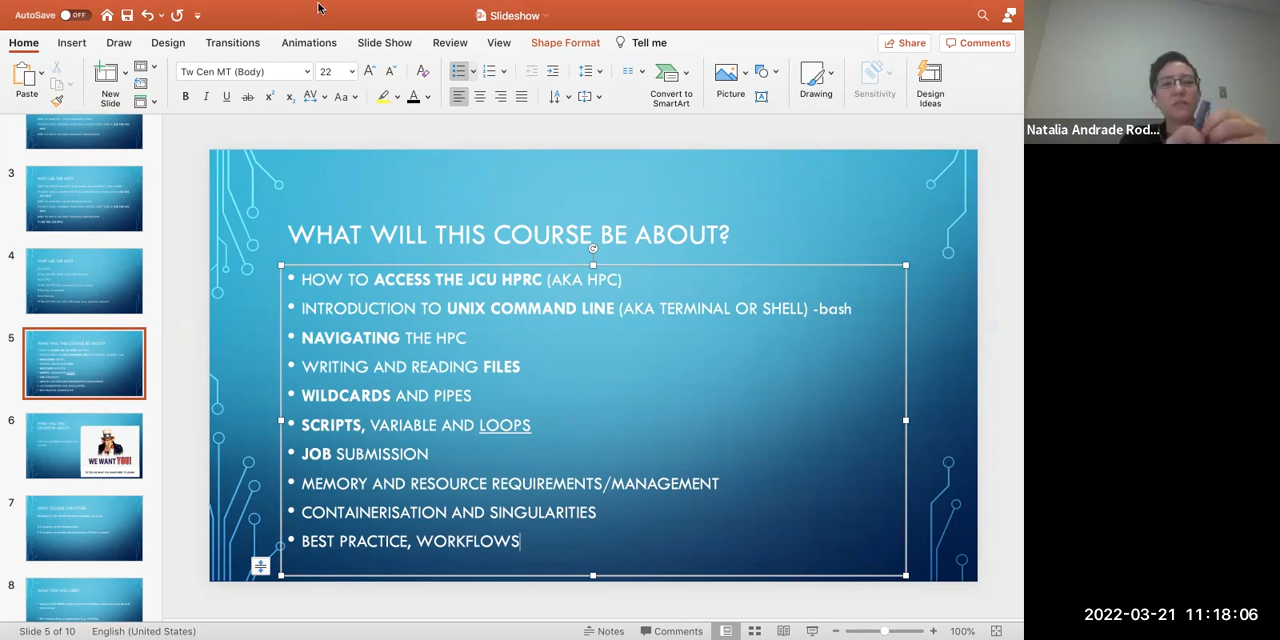 AutoSave OFF
Slideshow
Home Insert Draw Design Transitions Animations Slide Show Review View Shape Format Tell me Share Comments
Paste New Slide Tw Cen MT (Body) 22 Convert to SmartArt Picture Drawing Sensitivity Design Ideas
Natalia Andrade Rod...
3
4
5
6
WE WANT YOU!
7
8
WHAT WILL THIS COURSE BE ABOUT?
• HOW TO ACCESS THE JCU HPRC (AKA HPC)
• INTRODUCTION TO UNIX COMMAND LINE (AKA TERMINAL OR SHELL) -bash
• NAVIGATING THE HPC
• WRITING AND READING FILES
• WILDCARDS AND PIPES
• SCRIPTS, VARIABLE AND LOOPS
• JOB SUBMISSION
• MEMORY AND RESOURCE REQUIREMENTS/MANAGEMENT
• CONTAINERISATION AND SINGULARITIES
• BEST PRACTICE, WORKFLOWS
Slide 5 of 10 English (United States) Notes Comments 100%
2022-03-21 11:18:06